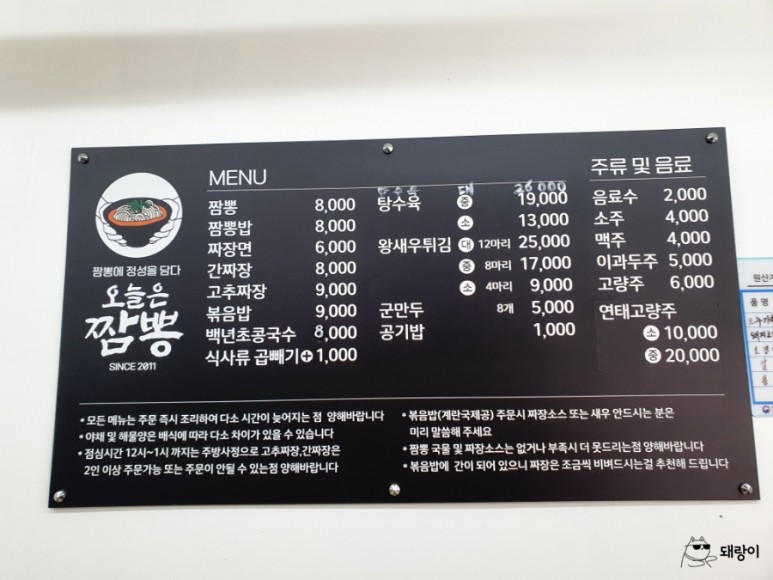 짬뽕에 정성을 담다
오늘은
짬뽕
SINCE 2011
MENU
짬뽕 8,000
짬뽕밥 8,000
짜장면 6,000
간짜장 8,000
고추짜장 9,000
볶음밥 9,000
백년초콩국수 8,000
식사류 곱빼기+1,000
탕수육 대 26,000
탕수육 중 19,000
소 13,000
왕새우튀김 대 12마리 25,000
중 8마리 17,000
소 4마리 9,000
군만두 8개 5,000
공기밥 1,000
주류 및 음료
음료수 2,000
소주 4,000
맥주 4,000
이과두주 5,000
고량주 6,000
연태고량주
소 10,000
중 20,000
* 모든 메뉴는 주문 즉시 조리하여 다소 시간이 늦어지는 점 양해바랍니다
* 야채 및 해물양은 배식에 따라 다소 차이가 있을 수 있습니다
* 점심시간 12시~1시 까지는 주방사정으로 고추짜장,간짜장은
2인 이상 주문가능 또는 주문이 안될 수 있는점 양해바랍니다
* 볶음밥(계란국제공) 주문시 짜장소스 또는 새우 안드시는 분은
미리 말씀해 주세요
* 짬뽕 국물 및 짜장소스는 없거나 부족시 더 못드리는점 양해바랍니다
* 볶음밥에 간이 되어 있으니 짜장은 조금씩 비벼드시는걸 추천해 드립니다
원산지
품명
돼랑이